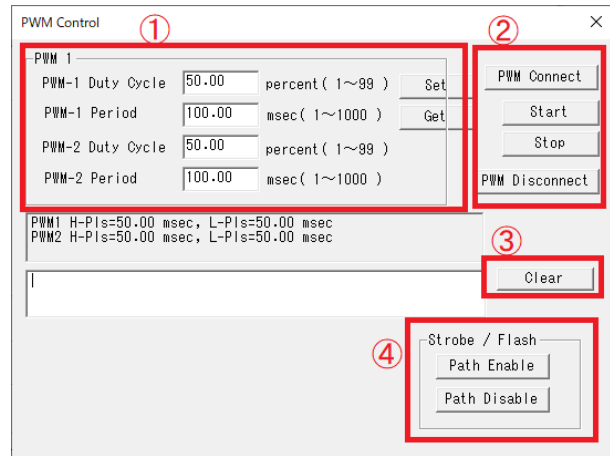 PWM Control
①
②
PWM 1
PWM-1 Duty Cycle 50.00 percent( 1～99 ) Set
PWM-1 Period 100.00 msec( 1～1000 ) Get
PWM-2 Duty Cycle 50.00 percent( 1～99 )
PWM-2 Period 100.00 msec( 1～1000 )
PWM Connect
Start
Stop
PWM Disconnect
PWM1 H-Pls=50.00 msec, L-Pls=50.00 msec
PWM2 H-Pls=50.00 msec, L-Pls=50.00 msec
③
Clear
④
Strobe / Flash
Path Enable
Path Disable